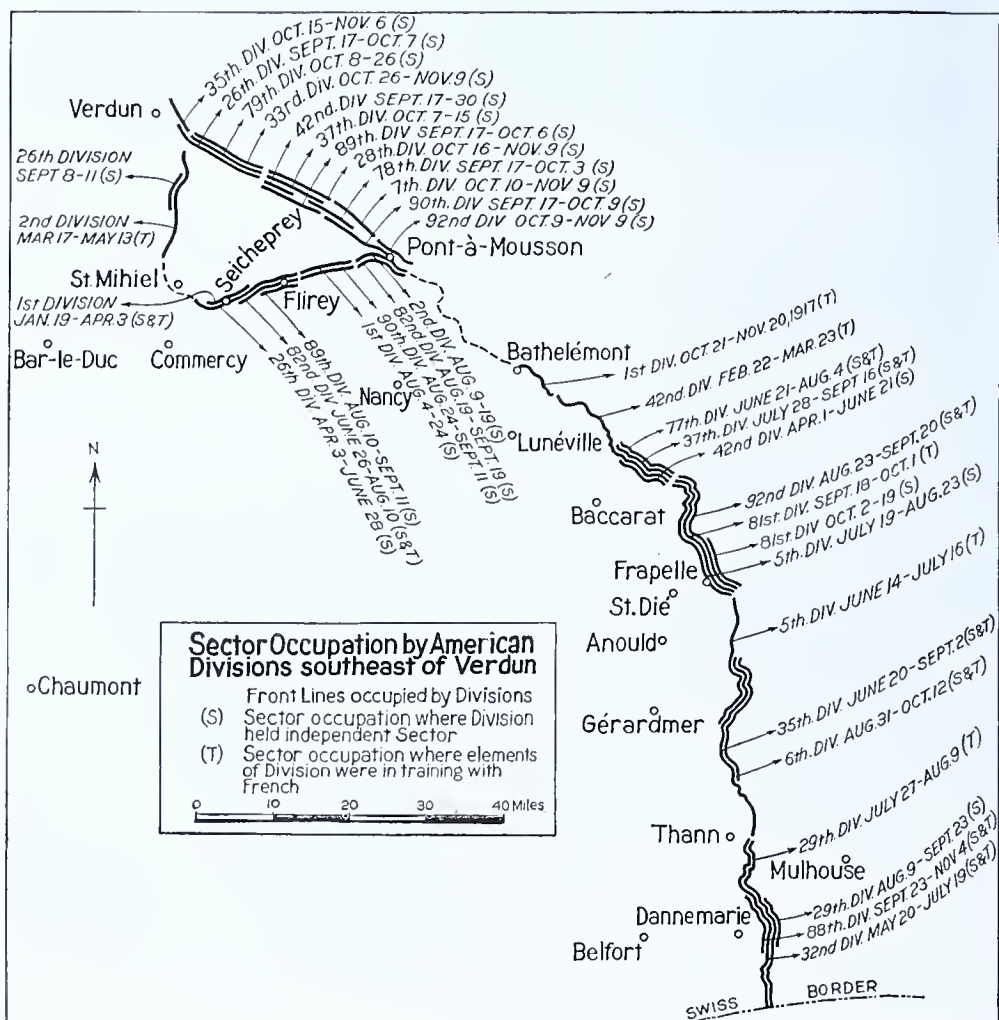 35th. DIV. OCT. 15-NOV. 6 (S)
26th. DIV. SEPT. 17-OCT. 7 (S)
79th. DIV. OCT. 8-26 (S)
33rd. DIV. OCT. 26-NOV. 9 (S)
42nd. DIV SEPT. 17-30 (S)
37th. DIV. OCT. 7-15 (S)
89th. DIV SEPT. 17-OCT. 6 (S)
28th. DIV OCT 16-NOV. 9 (S)
78th. DIV SEPT. 17-OCT. 3 (S)
7th. DIV. OCT. 10-NOV 9 (S)
90th. DIV SEPT. 17-OCT. 9 (S)
92nd DIV OCT. 9-NOV 9 (S)
Verdun
26th DIVISION
SEPT 8-11 (S)
2nd DIVISION
MAR 17-MAY 13 (T)
Seicheprey
Pont-à-Mousson
St. Mihiel
1st DIVISION
JAN. 19-APR. 3 (S&T)
Flirey
Bar-le-Duc
Commercy
2nd. DIV. AUG. 9-19 (S)
82nd. DIV. AUG. 19-SEPT. 19 (S)
90th. DIV. AUG. 24-SEPT. 11 (S)
1st DIV. AUG. 4-24 (S)
89th. DIV. AUG. 10-SEPT. 11 (S)
82nd DIV JUNE 26-AUG. 10 (S&T)
26th DIV. APR. 3-JUNE 28 (S)
Nancy
Bathelémont
1st DIV. OCT. 21-NOV. 20, 1917 (T)
42nd. DIV. FEB. 22-MAR. 23 (T)
77th. DIV. JUNE 21-AUG. 4 (S&T)
37th. DIV. JULY 28-SEPT 16 (S&T)
42nd DIV. APR. 1-JUNE 21 (S)
Lunéville
92nd DIV. AUG. 23-SEPT. 20 (S&T)
81st. DIV. SEPT. 18-OCT. 1 (T)
81st. DIV OCT. 2-19 (S)
5th. DIV. JULY 19-AUG. 23 (S)
Baccarat
Frapelle
St. Dié
5th. DIV. JUNE 14-JULY 16 (T)
Anould
N
Chaumont
Gérardmer
35th. DIV. JUNE 20-SEPT. 2 (S&T)
6th. DIV. AUG. 31-OCT. 12 (S&T)
Sector Occupation by American
Divisions southeast of Verdun
Front Lines occupied by Divisions
(S) Sector occupation where Division
held independent Sector
(T) Sector occupation where elements
of Division were in training with
French
0 10 20 30 40 Miles
29th. DIV. JULY 27-AUG. 9 (T)
Thann
Mulhouse
29th. DIV AUG. 9-SEPT. 23 (S)
88th. DIV. SEPT. 23-NOV. 4 (S&T)
32nd DIV. MAY 20-JULY 19 (S&T)
Dannemarie
Belfort
SWISS BORDER